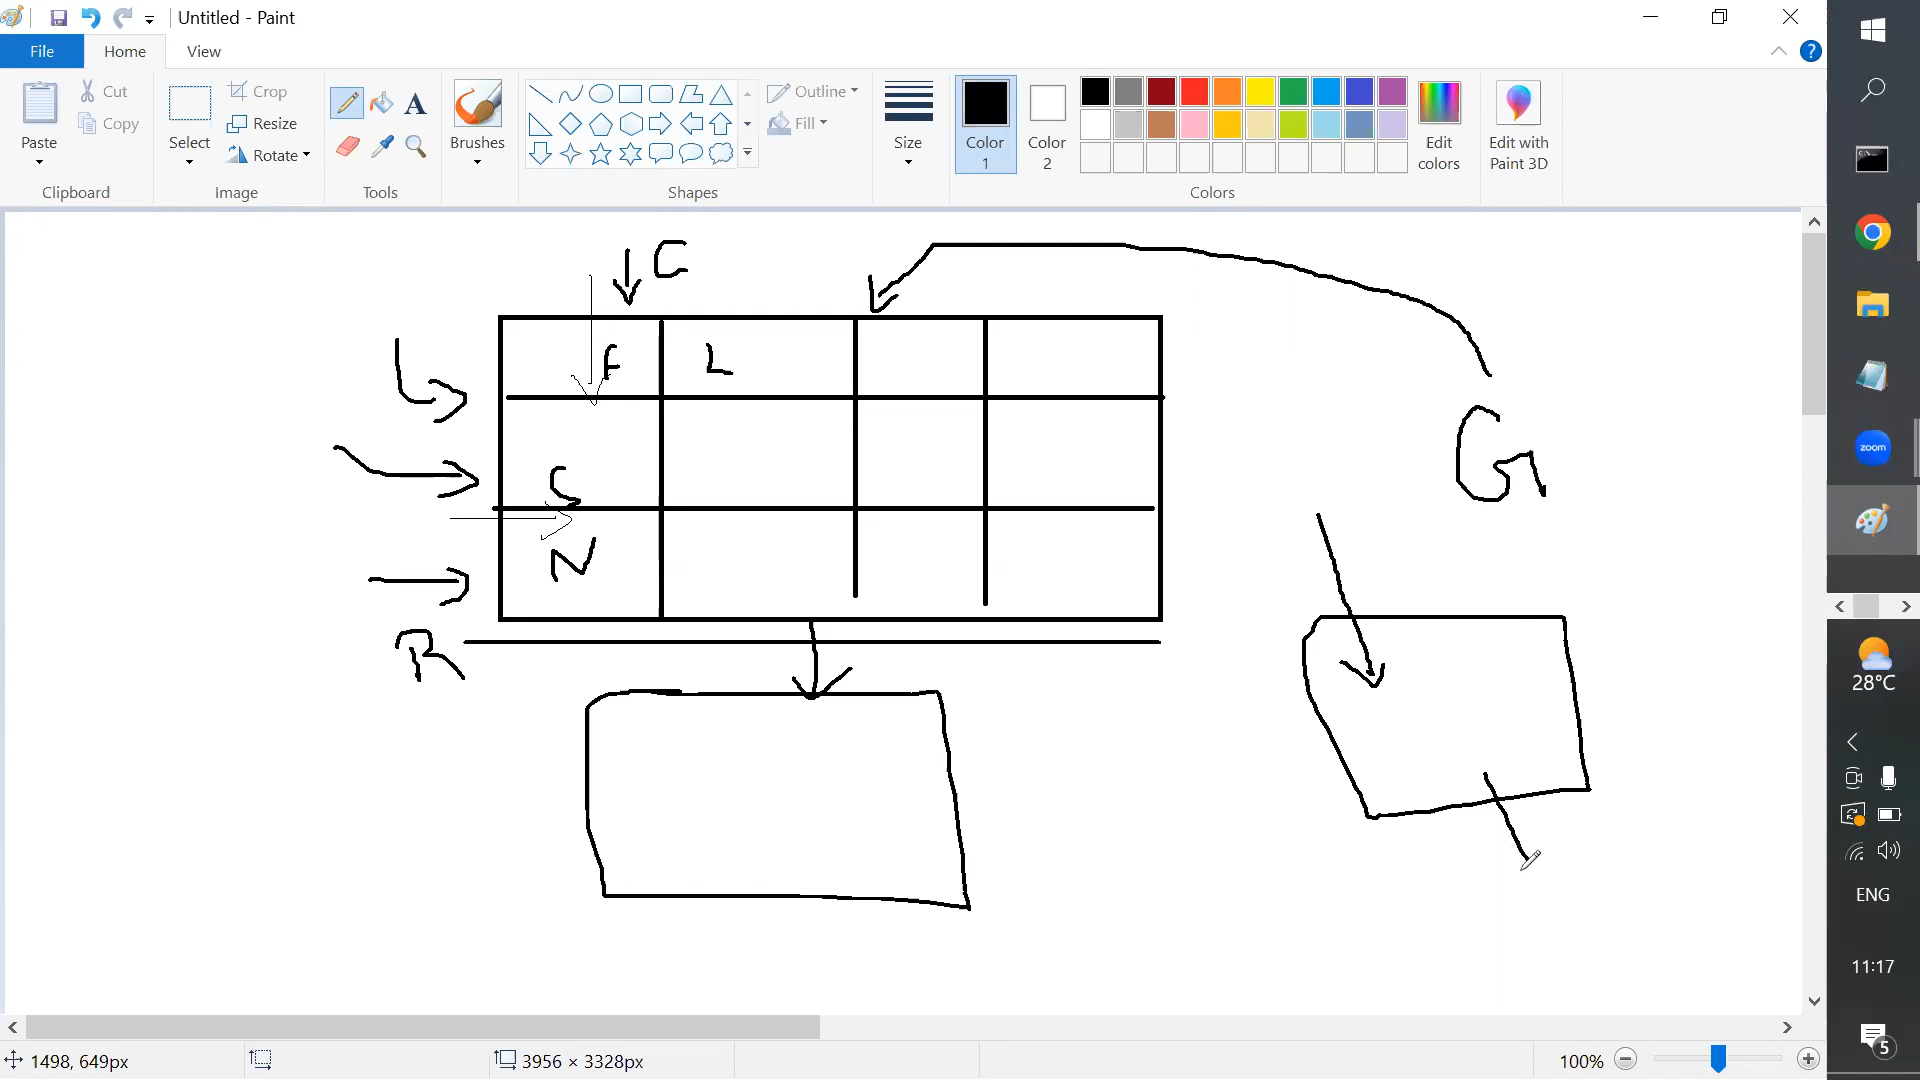 Untitled - Paint
File
Home
View
Paste
Cut
Copy
Clipboard
Select
Crop
Resize
Rotate
Image
A
Tools
Brushes
Shapes
Outline
Fill
Size
Color
1
Color
2
Edit
colors
Colors
Edit with
Paint 3D
?
C
F
L
S
N
R
G
zoom
28°C
ENG
11:17
5
1498, 649px
3956 × 3328px
100%